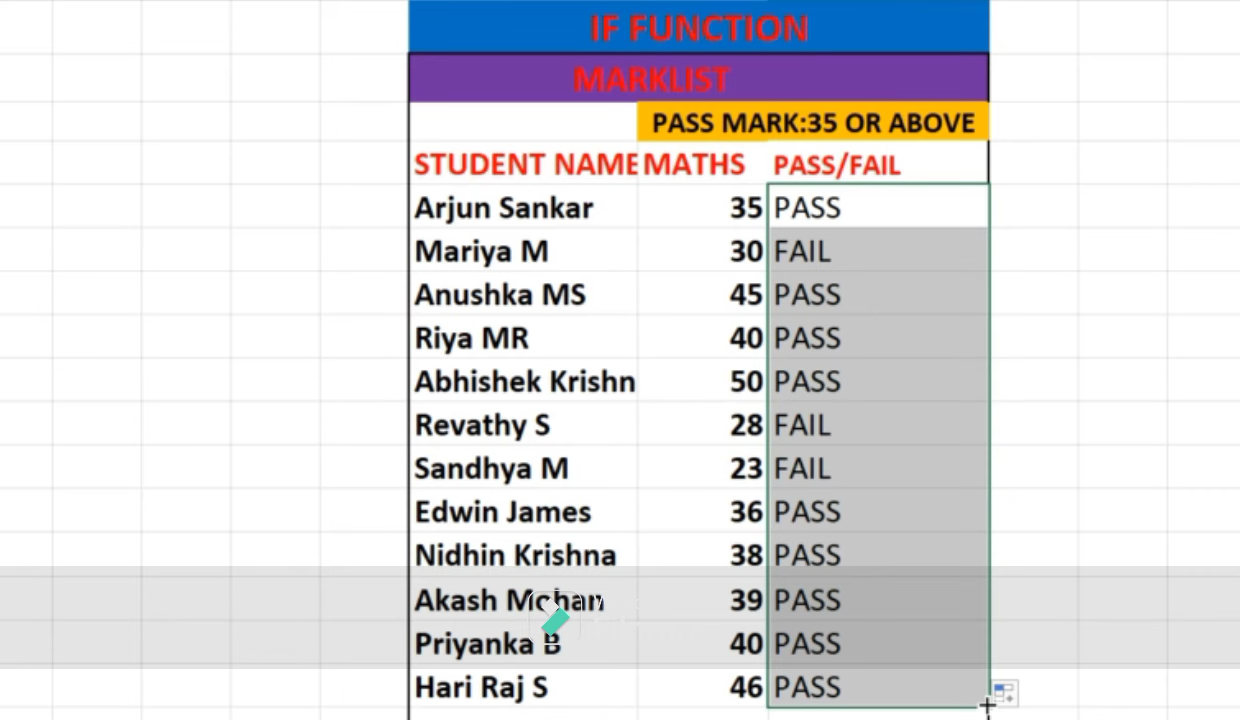 IF FUNCTION
MARKLIST
PASS MARK:35 OR ABOVE
STUDENT NAME MATHS PASS/FAIL
Arjun Sankar 35 PASS
Mariya M 30 FAIL
Anushka MS 45 PASS
Riya MR 40 PASS
Abhishek Krishn 50 PASS
Revathy S 28 FAIL
Sandhya M 23 FAIL
Edwin James 36 PASS
Nidhin Krishna 38 PASS
Akash Mohan 39 PASS
Priyanka B 40 PASS
Hari Raj S 46 PASS